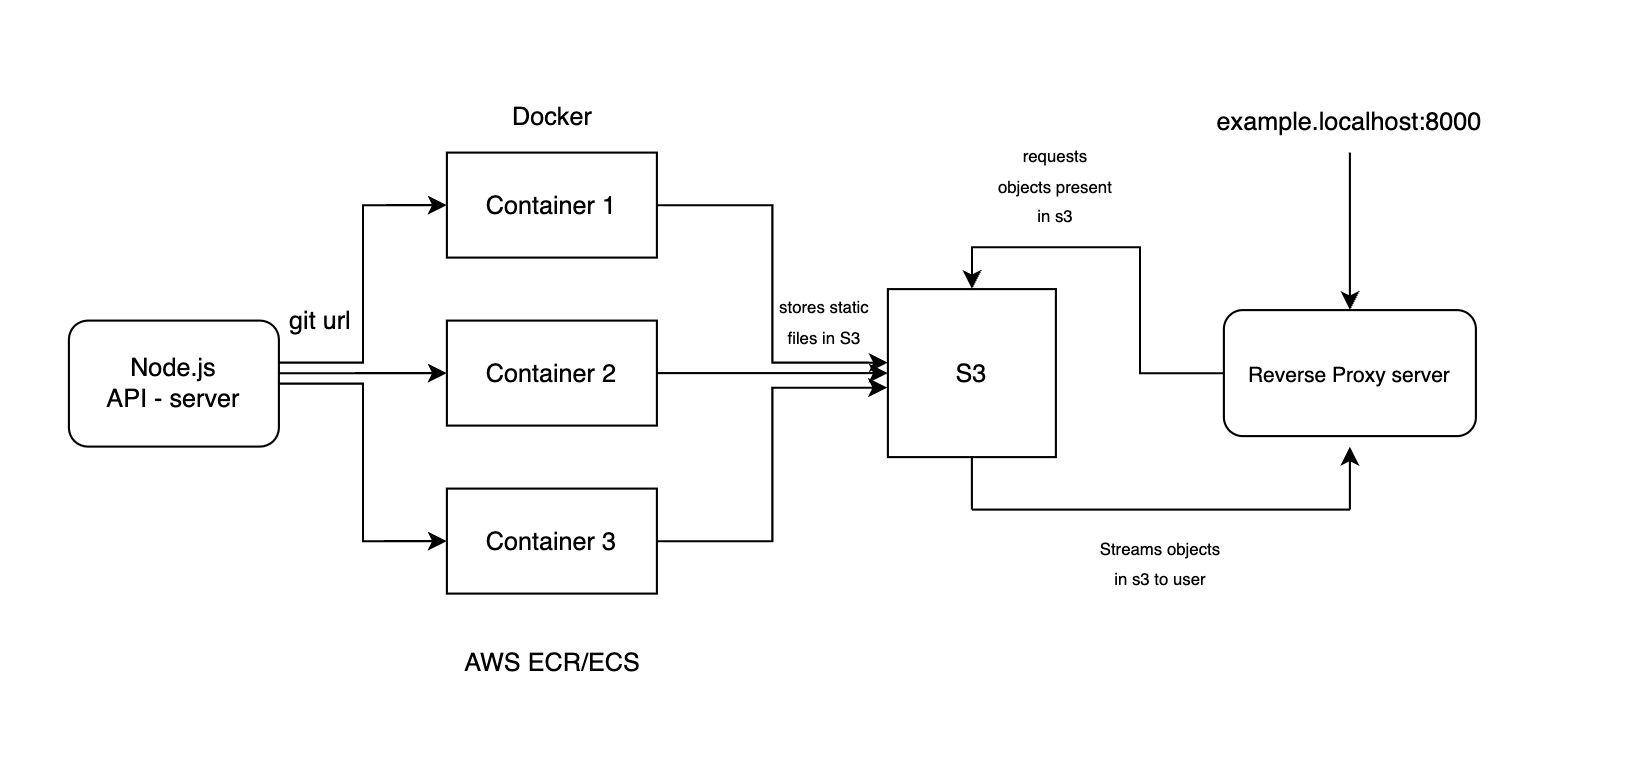 Docker
example.localhost:8000
requests
objects present
in s3
Container 1
git url
stores static
files in S3
Node.js
API - server
Container 2
S3
Reverse Proxy server
Container 3
Streams objects
in s3 to user
AWS ECR/ECS